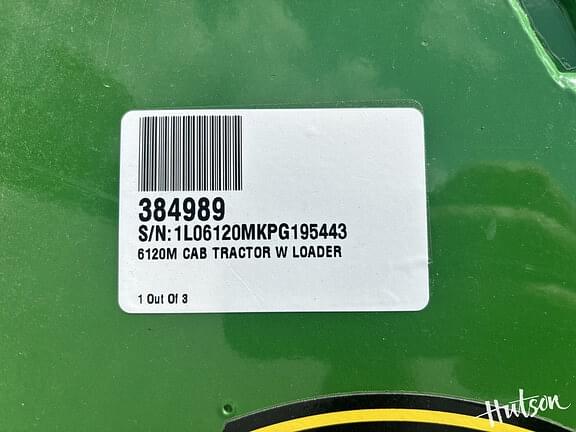 384989
S/N:1L06120MKPG195443
6120M CAB TRACTOR W LOADER
1 Out Of 3
Hutson